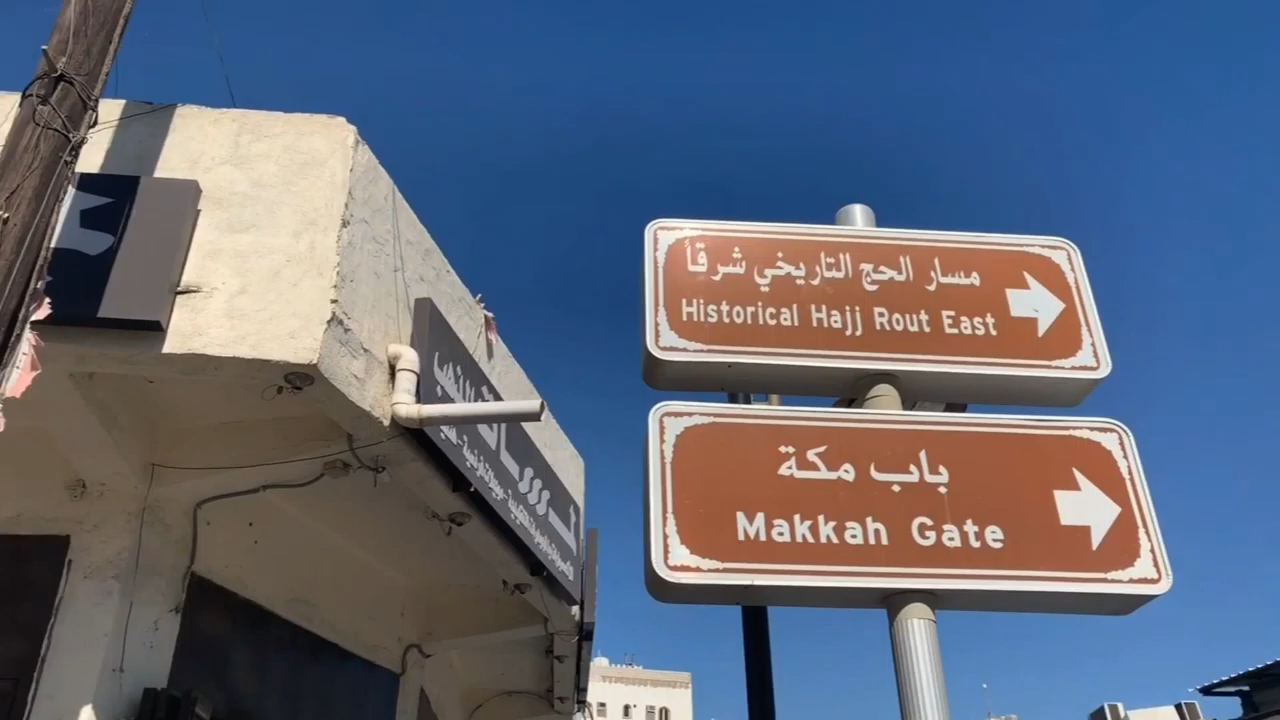 مسار الحج التاريخي شرقاً
Historical Hajj Rout East
باب مكة
Makkah Gate